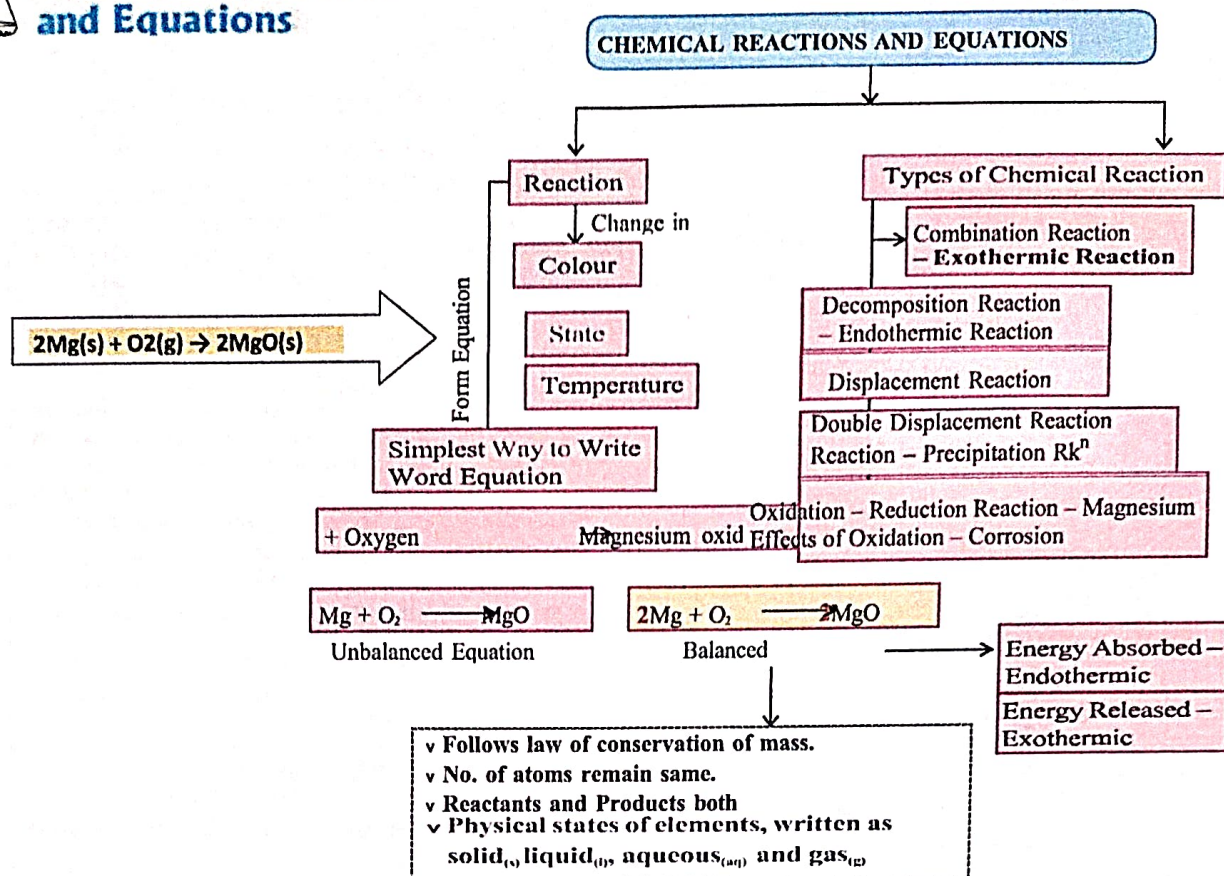 and Equations
CHEMICAL REACTIONS AND EQUATIONS
Reaction
Change in
Colour
State
Temperature
Form Equation
2Mg(s) + O2(g) → 2MgO(s)
Simplest Way to Write
Word Equation
+ Oxygen Magnesium oxid
Types of Chemical Reaction
Combination Reaction
– Exothermic Reaction
Decomposition Reaction
– Endothermic Reaction
Displacement Reaction
Double Displacement Reaction
Reaction – Precipitation Rkⁿ
Oxidation – Reduction Reaction – Magnesium
Effects of Oxidation – Corrosion
Mg + O₂ → MgO
Unbalanced Equation
2Mg + O₂ → 2MgO
Balanced
Energy Absorbed –
Endothermic
Energy Released –
Exothermic
v Follows law of conservation of mass.
v No. of atoms remain same.
v Reactants and Products both
v Physical states of elements, written as
solid(s) liquid(l), aqueous(aq) and gas(g)